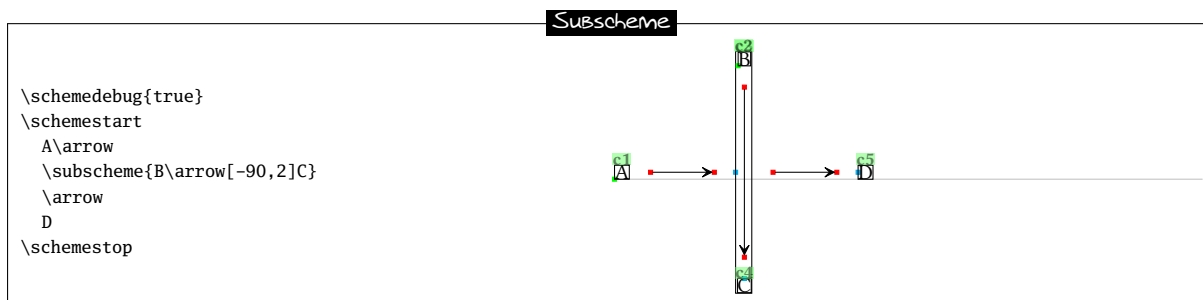 Subscheme
\schemedebug{true}
\schemestart
A\arrow
\subscheme{B\arrow[-90,2]C}
\arrow
D
\schemestop
c2
B
c1
A
c5
D
c4
C